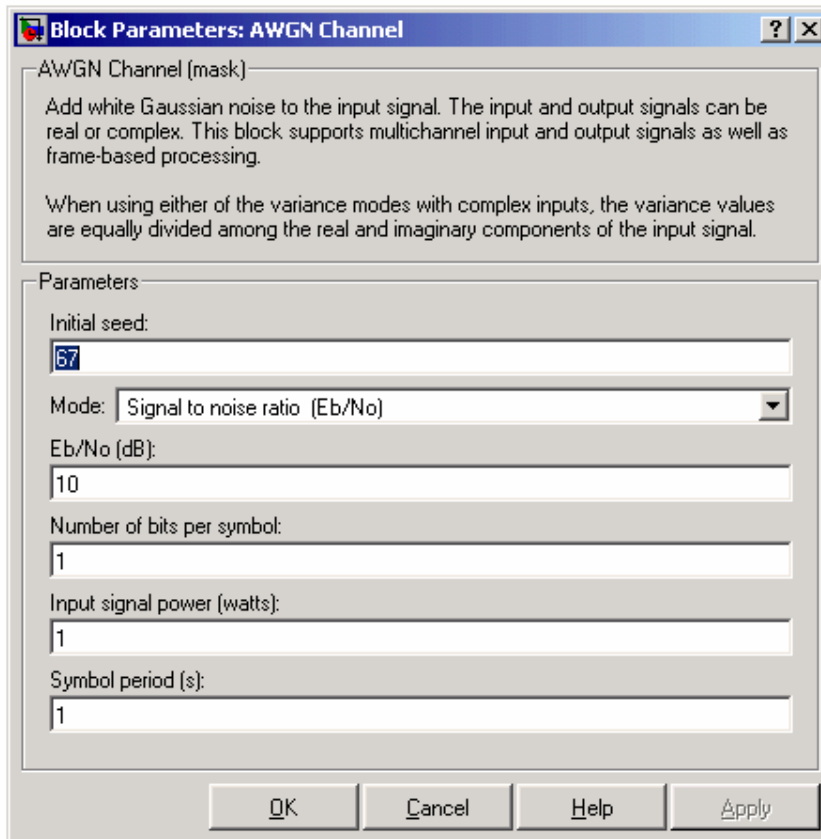 Block Parameters: AWGN Channel
AWGN Channel (mask)
Add white Gaussian noise to the input signal. The input and output signals can be
real or complex. This block supports multichannel input and output signals as well as
frame-based processing.
When using either of the variance modes with complex inputs, the variance values
are equally divided among the real and imaginary components of the input signal.
Parameters
Initial seed:
67
Mode: Signal to noise ratio (Eb/No)
Eb/No (dB):
10
Number of bits per symbol:
1
Input signal power (watts):
1
Symbol period (s):
1
OK Cancel Help Apply